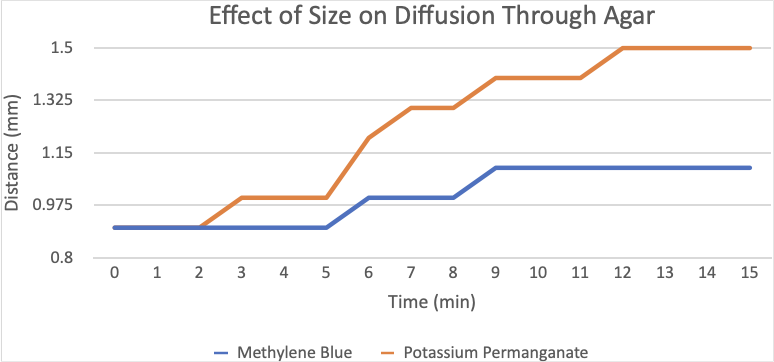 Effect of Size on Diffusion Through Agar
Distance (mm)
1.5
1.325
1.15
0.975
0.8
0 1 2 3 4 5 6 7 8 9 10 11 12 13 14 15
Time (min)
Methylene Blue Potassium Permanganate